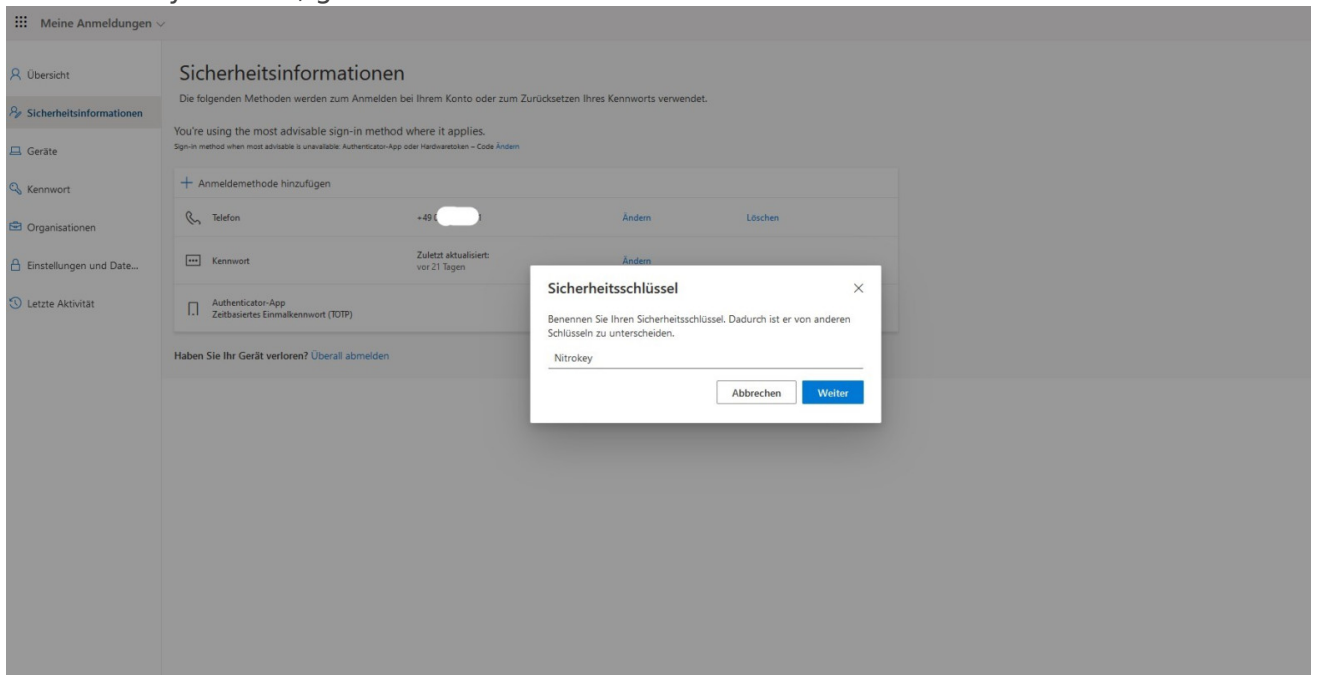 Meine Anmeldungen
Übersicht
Sicherheitsinformationen
Geräte
Kennwort
Organisationen
Einstellungen und Date...
Letzte Aktivität
Sicherheitsinformationen
Die folgenden Methoden werden zum Anmelden bei Ihrem Konto oder zum Zurücksetzen Ihres Kennworts verwendet.
You're using the most advisable sign-in method where it applies.
Sign-in method when most advisable is unavailable: Authenticator-App oder Hardwaretoken – Code Ändern
Anmeldemethode hinzufügen
Telefon +49 Ändern Löschen
Kennwort Zuletzt aktualisiert: Ändern
vor 21 Tagen
Authenticator-App
Zeitbasiertes Einmalkennwort (TOTP)
Haben Sie Ihr Gerät verloren? Überall abmelden
Sicherheitsschlüssel
Benennen Sie Ihren Sicherheitsschlüssel. Dadurch ist er von anderen
Schlüsseln zu unterscheiden.
Nitrokey
Abbrechen Weiter